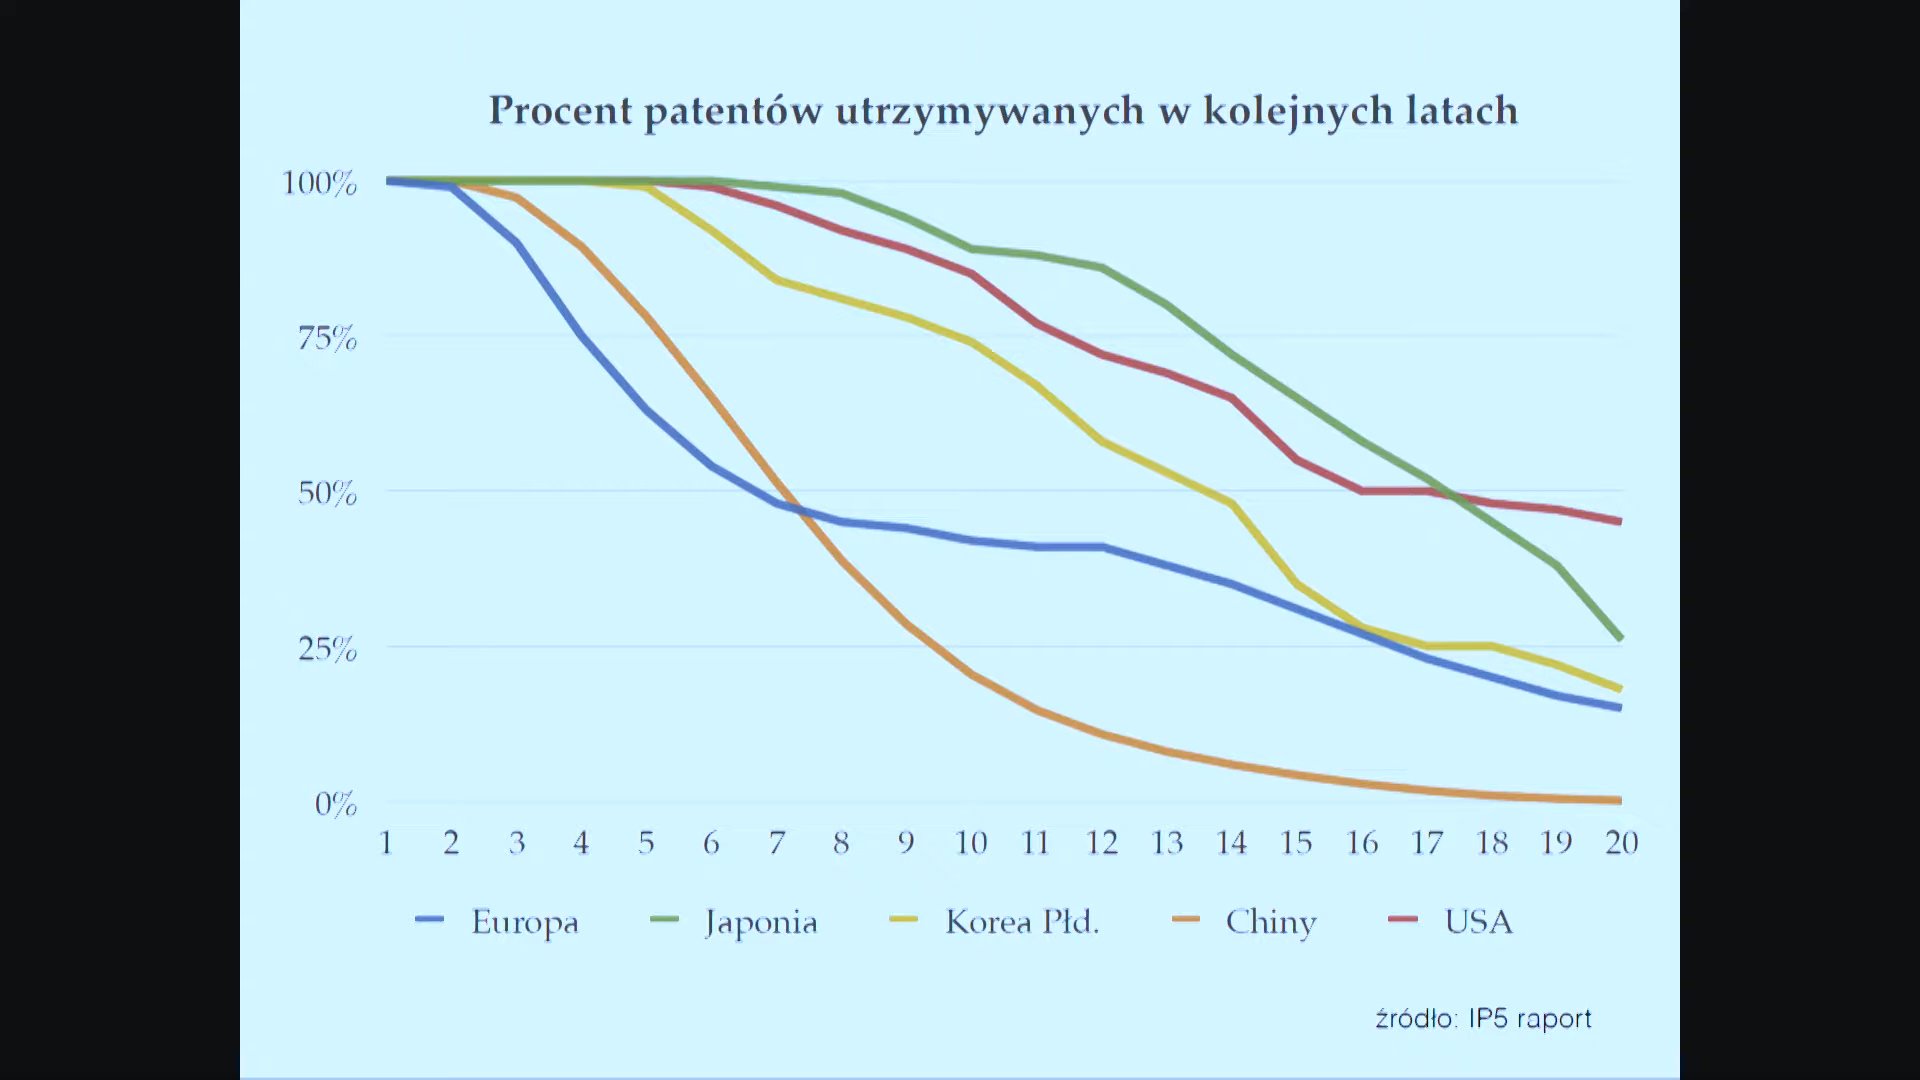 Procent patentów utrzymywanych w kolejnych latach
100%
75%
50%
25%
0%
1 2 3 4 5 6 7 8 9 10 11 12 13 14 15 16 17 18 19 20
Europa Japonia Korea Płd. Chiny USA
źródło: IP5 raport